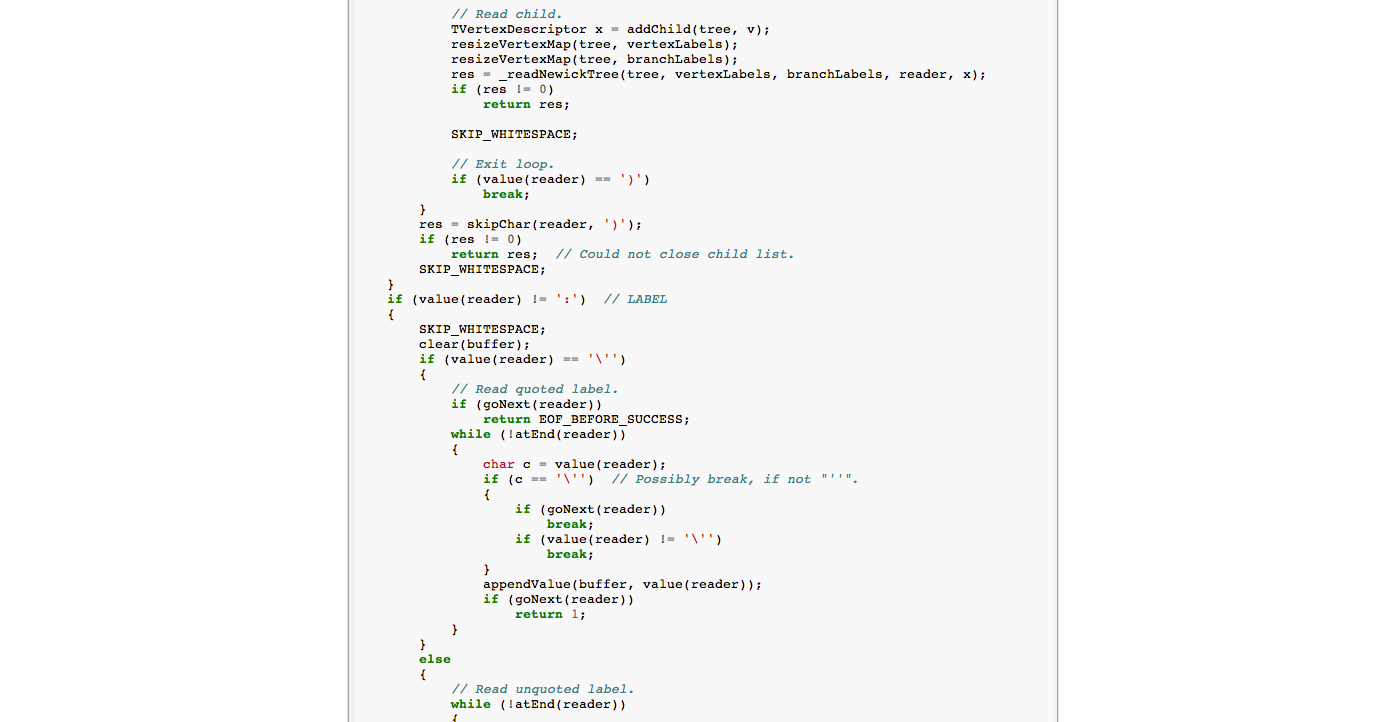 // Read child.
TVertexDescriptor x = addChild(tree, v);
resizeVertexMap(tree, vertexLabels);
resizeVertexMap(tree, branchLabels);
res = _readNewickTree(tree, vertexLabels, branchLabels, reader, x);
if (res != 0)
return res;
SKIP_WHITESPACE;
// Exit loop.
if (value(reader) == ')')
break;
}
res = skipChar(reader, ')');
if (res != 0)
return res;  // Could not close child list.
SKIP_WHITESPACE;
}
if (value(reader) != ':')  // LABEL
{
SKIP_WHITESPACE;
clear(buffer);
if (value(reader) == '\'')
{
// Read quoted label.
if (goNext(reader))
return EOF_BEFORE_SUCCESS;
while (!atEnd(reader))
{
char c = value(reader);
if (c == '\'')  // Possibly break, if not "''".
{
if (goNext(reader))
break;
if (value(reader) != '\'')
break;
}
appendValue(buffer, value(reader));
if (goNext(reader))
return 1;
}
}
else
{
// Read unquoted label.
while (!atEnd(reader))
{